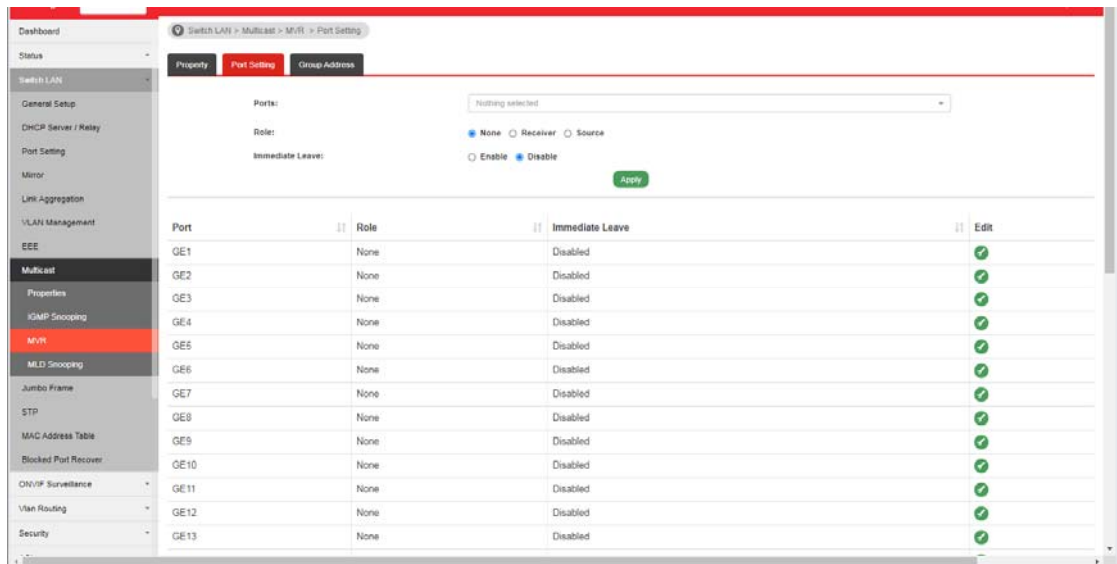 Dashboard
Switch LAN > Multicast > MVR > Port Setting
Status
Property Port Setting Group Address
Switch LAN
General Setup
Ports: Nothing selected
DHCP Server / Relay
Role: None Receiver Source
Port Setting
Immediate Leave: Enable Disable
Mirror
Apply
Link Aggregation
VLAN Management
Port Role Immediate Leave Edit
EEE
GE1 None Disabled
Multicast
GE2 None Disabled
Properties
GE3 None Disabled
IGMP Snooping
GE4 None Disabled
MVR
GE5 None Disabled
MLD Snooping
GE6 None Disabled
Jumbo Frame
GE7 None Disabled
STP
GE8 None Disabled
MAC Address Table
GE9 None Disabled
Blocked Port Recover
GE10 None Disabled
ONVIF Surveillance
GE11 None Disabled
Vlan Routing
GE12 None Disabled
Security
GE13 None Disabled